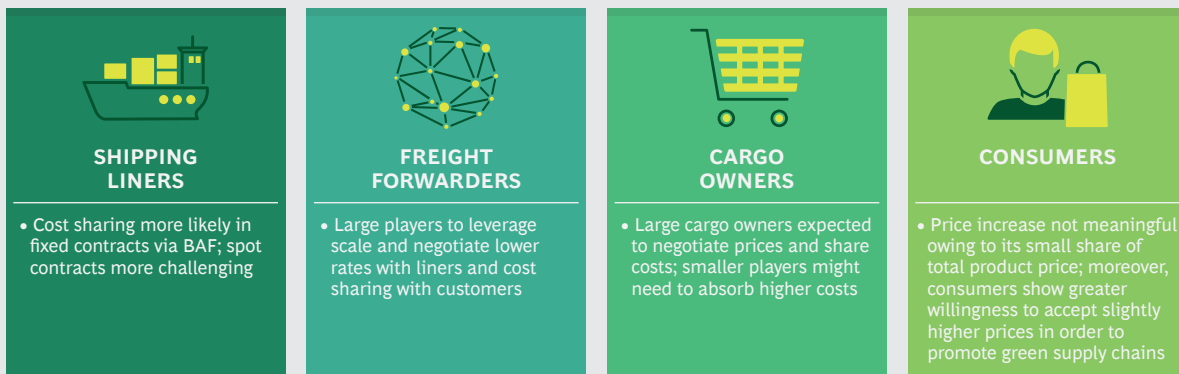 SHIPPING
LINERS
• Cost sharing more likely in
fixed contracts via BAF; spot
contracts more challenging
FREIGHT
FORWARDERS
• Large players to leverage
scale and negotiate lower
rates with liners and cost
sharing with customers
CARGO
OWNERS
• Large cargo owners expected
to negotiate prices and share
costs; smaller players might
need to absorb higher costs
CONSUMERS
• Price increase not meaningful
owing to its small share of
total product price; moreover,
consumers show greater
willingness to accept slightly
higher prices in order to
promote green supply chains